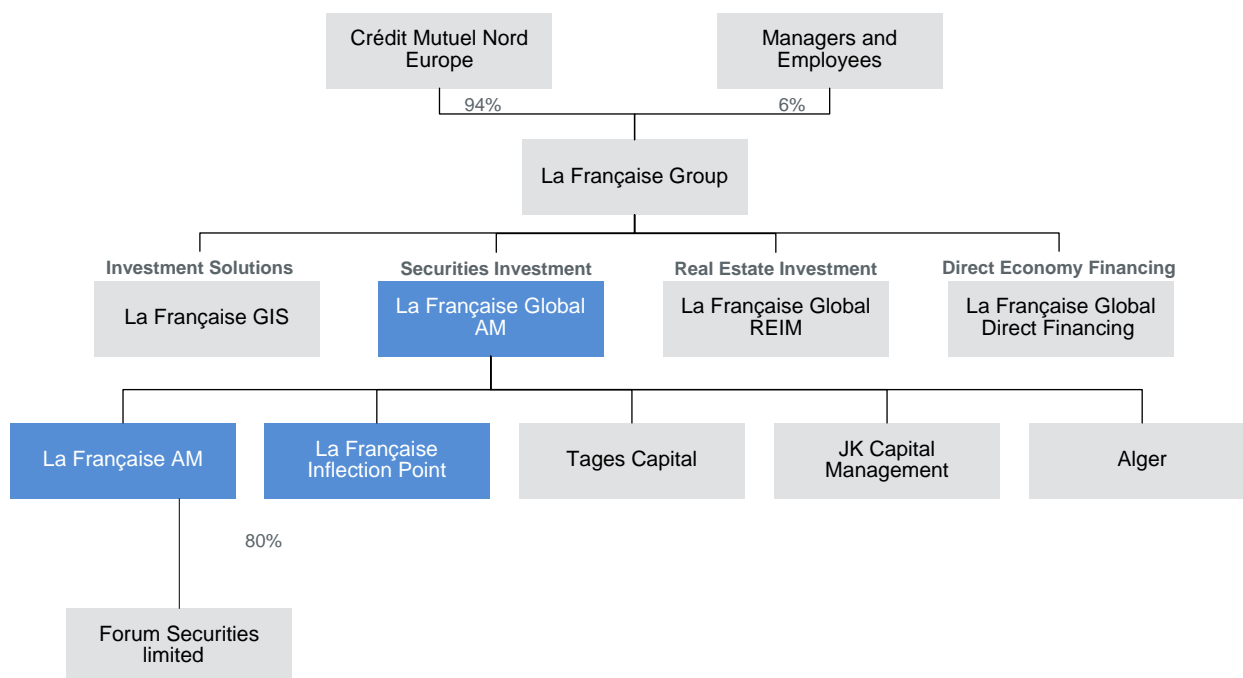 Crédit Mutuel Nord
Europe
Managers and
Employees
94%
6%
La Française Group
Investment Solutions
Securities Investment
Real Estate Investment
Direct Economy Financing
La Française GIS
La Française Global
AM
La Française Global
REIM
La Française Global
Direct Financing
La Française AM
La Française
Inflection Point
Tages Capital
JK Capital
Management
Alger
80%
Forum Securities
limited